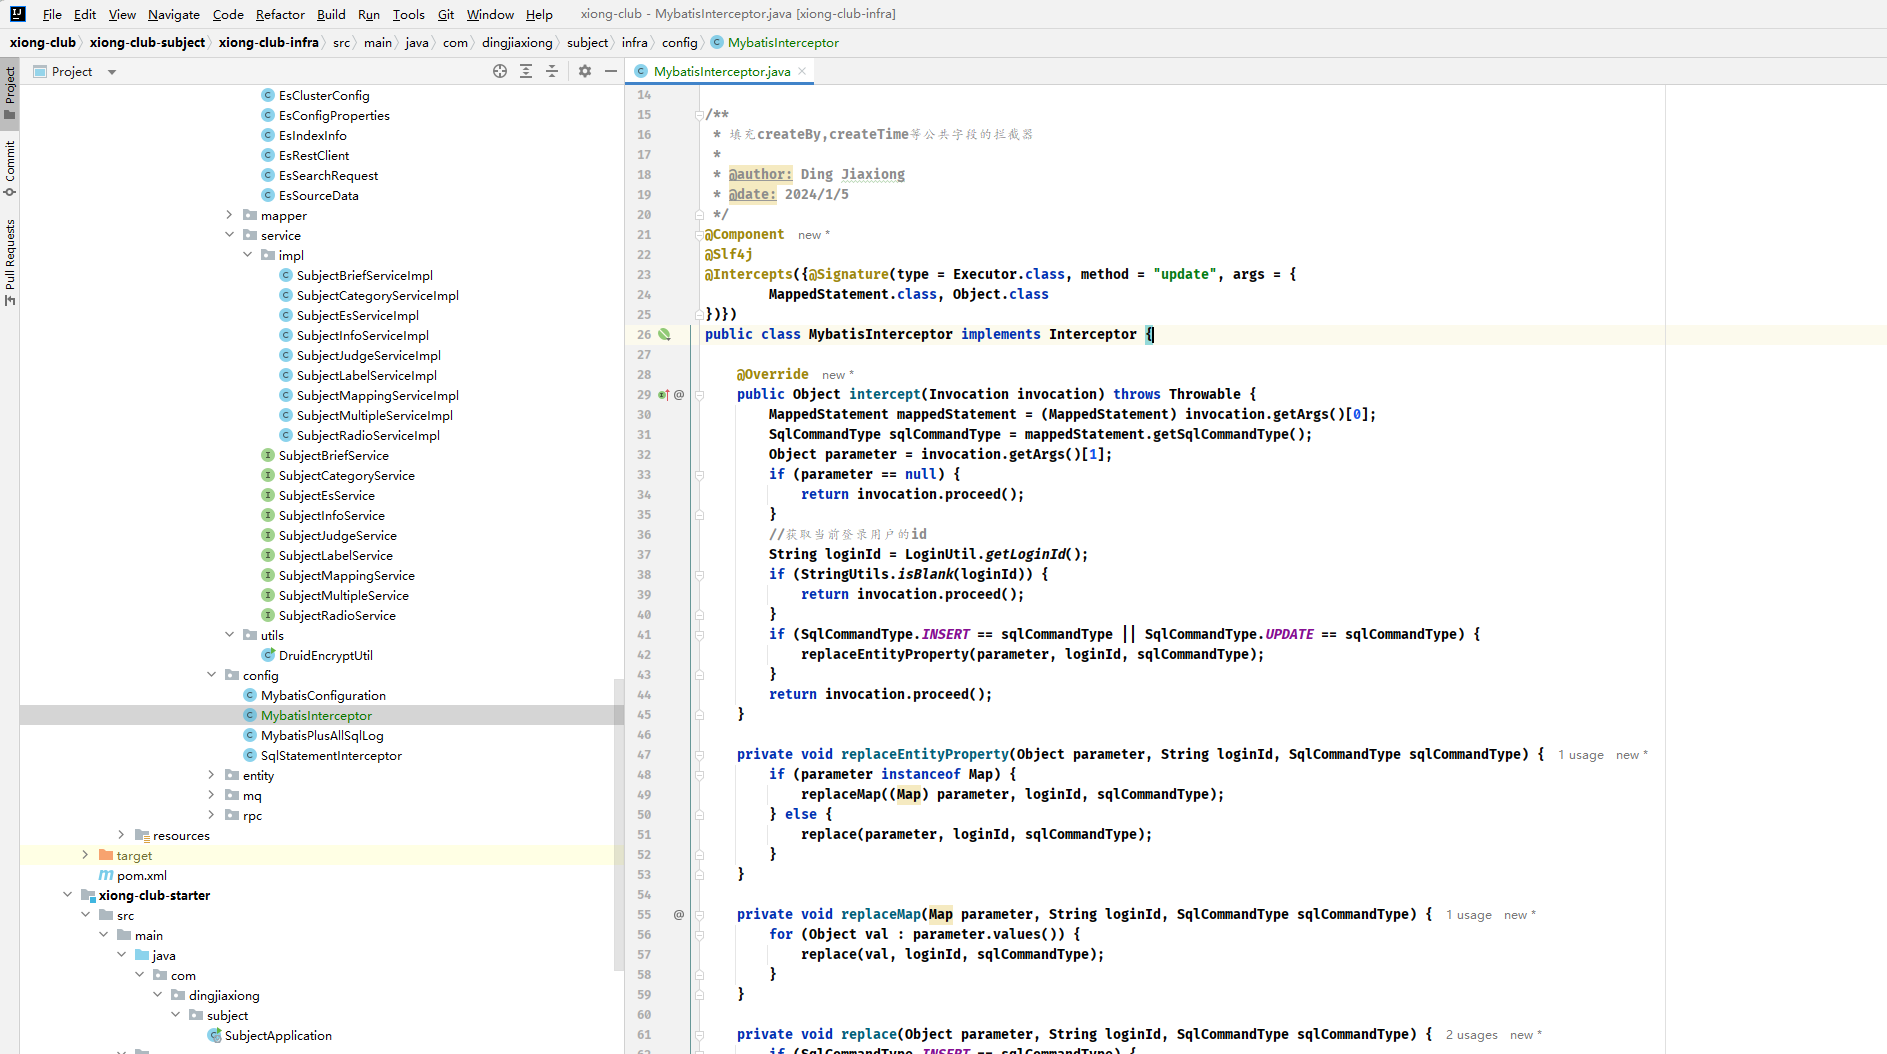 File Edit View Navigate Code Refactor Build Run Tools Git Window Help xiong-club - MybatisInterceptor.java [xiong-club-infra]
xiong-club xiong-club-subject xiong-club-infra src main java com dingjiaxiong subject infra config MybatisInterceptor
Project
Commit
Pull Requests
Project
EsClusterConfig
EsConfigProperties
EsIndexInfo
EsRestClient
EsSearchRequest
EsSourceData
mapper
service
impl
SubjectBriefServiceImpl
SubjectCategoryServiceImpl
SubjectEsServiceImpl
SubjectInfoServiceImpl
SubjectJudgeServiceImpl
SubjectLabelServiceImpl
SubjectMappingServiceImpl
SubjectMultipleServiceImpl
SubjectRadioServiceImpl
SubjectBriefService
SubjectCategoryService
SubjectEsService
SubjectInfoService
SubjectJudgeService
SubjectLabelService
SubjectMappingService
SubjectMultipleService
SubjectRadioService
utils
DruidEncryptUtil
config
MybatisConfiguration
MybatisInterceptor
MybatisPlusAllSqlLog
SqlStatementInterceptor
entity
mq
rpc
resources
target
pom.xml
xiong-club-starter
src
main
java
com
dingjiaxiong
subject
SubjectApplication
MybatisInterceptor.java
14
15 /**
16 * 填充createBy,createTime等公共字段的拦截器
17 *
18 * @author: Ding Jiaxiong
19 * @date: 2024/1/5
20 */
21 @Component new *
22 @Slf4j
23 @Intercepts({@Signature(type = Executor.class, method = "update", args = {
24 MappedStatement.class, Object.class
25 })})
26 public class MybatisInterceptor implements Interceptor {
27
28 @Override new *
29 @ public Object intercept(Invocation invocation) throws Throwable {
30 MappedStatement mappedStatement = (MappedStatement) invocation.getArgs()[0];
31 SqlCommandType sqlCommandType = mappedStatement.getSqlCommandType();
32 Object parameter = invocation.getArgs()[1];
33 if (parameter == null) {
34 return invocation.proceed();
35 }
36 //获取当前登录用户的id
37 String loginId = LoginUtil.getLoginId();
38 if (StringUtils.isBlank(loginId)) {
39 return invocation.proceed();
40 }
41 if (SqlCommandType.INSERT == sqlCommandType || SqlCommandType.UPDATE == sqlCommandType) {
42 replaceEntityProperty(parameter, loginId, sqlCommandType);
43 }
44 return invocation.proceed();
45 }
46
47 private void replaceEntityProperty(Object parameter, String loginId, SqlCommandType sqlCommandType) { 1 usage new *
48 if (parameter instanceof Map) {
49 replaceMap((Map) parameter, loginId, sqlCommandType);
50 } else {
51 replace(parameter, loginId, sqlCommandType);
52 }
53 }
54
55 @ private void replaceMap(Map parameter, String loginId, SqlCommandType sqlCommandType) { 1 usage new *
56 for (Object val : parameter.values()) {
57 replace(val, loginId, sqlCommandType);
58 }
59 }
60
61 private void replace(Object parameter, String loginId, SqlCommandType sqlCommandType) { 2 usages new *
62 if (SqlCommandType.INSERT == sqlCommandType) {